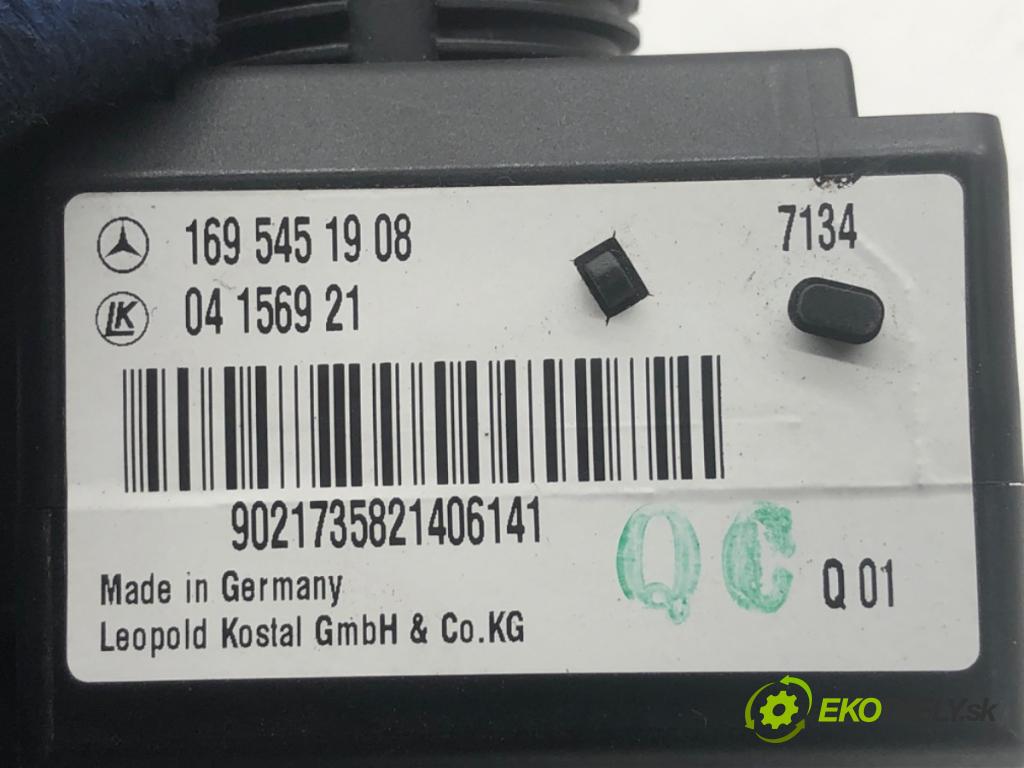 169 545 19 08
7134
LK
04 1569 21
9021735821406141
QC
Q 01
Made in Germany
Leopold Kostal GmbH & Co.KG